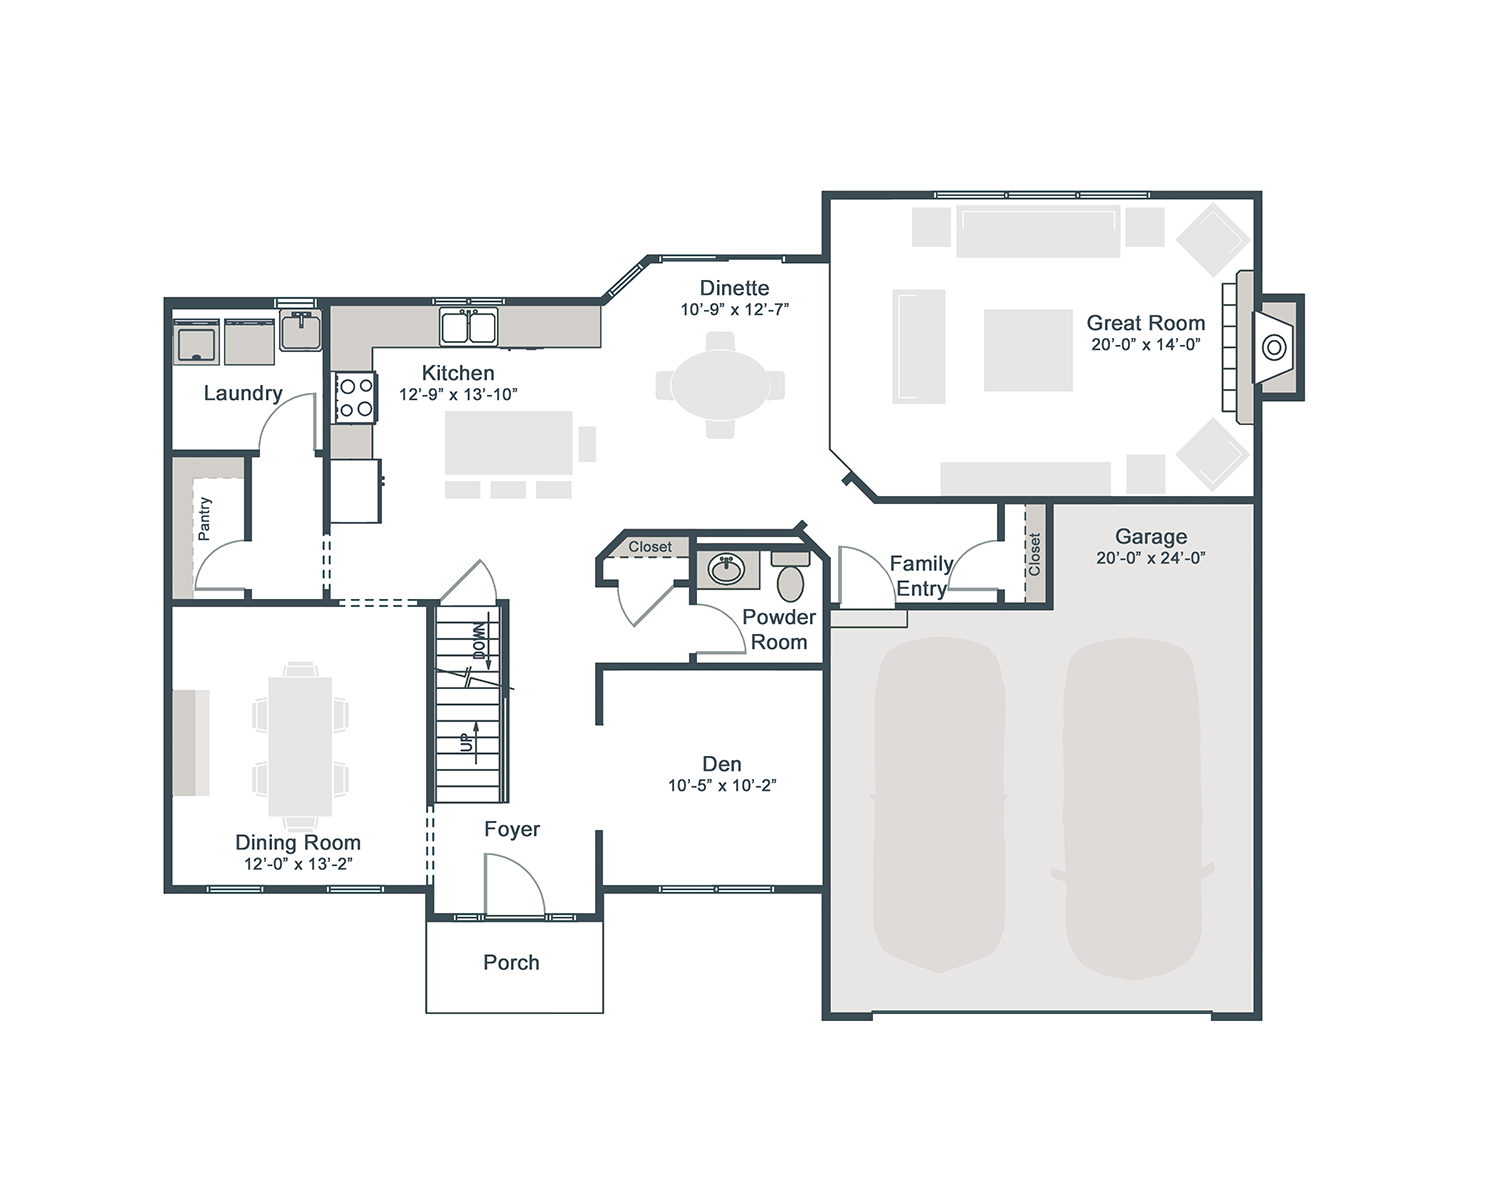 Dinette
10’-9” x 12’-7”
Great Room
20’-0” x 14’-0”
Kitchen
12’-9” x 13’-10”
Laundry
Pantry
Closet
Garage
20’-0” x 24’-0”
Closet
Family
Entry
Powder
Room
DOWN
UP
Den
10’-5” x 10’-2”
Foyer
Dining Room
12’-0” x 13’-2”
Porch